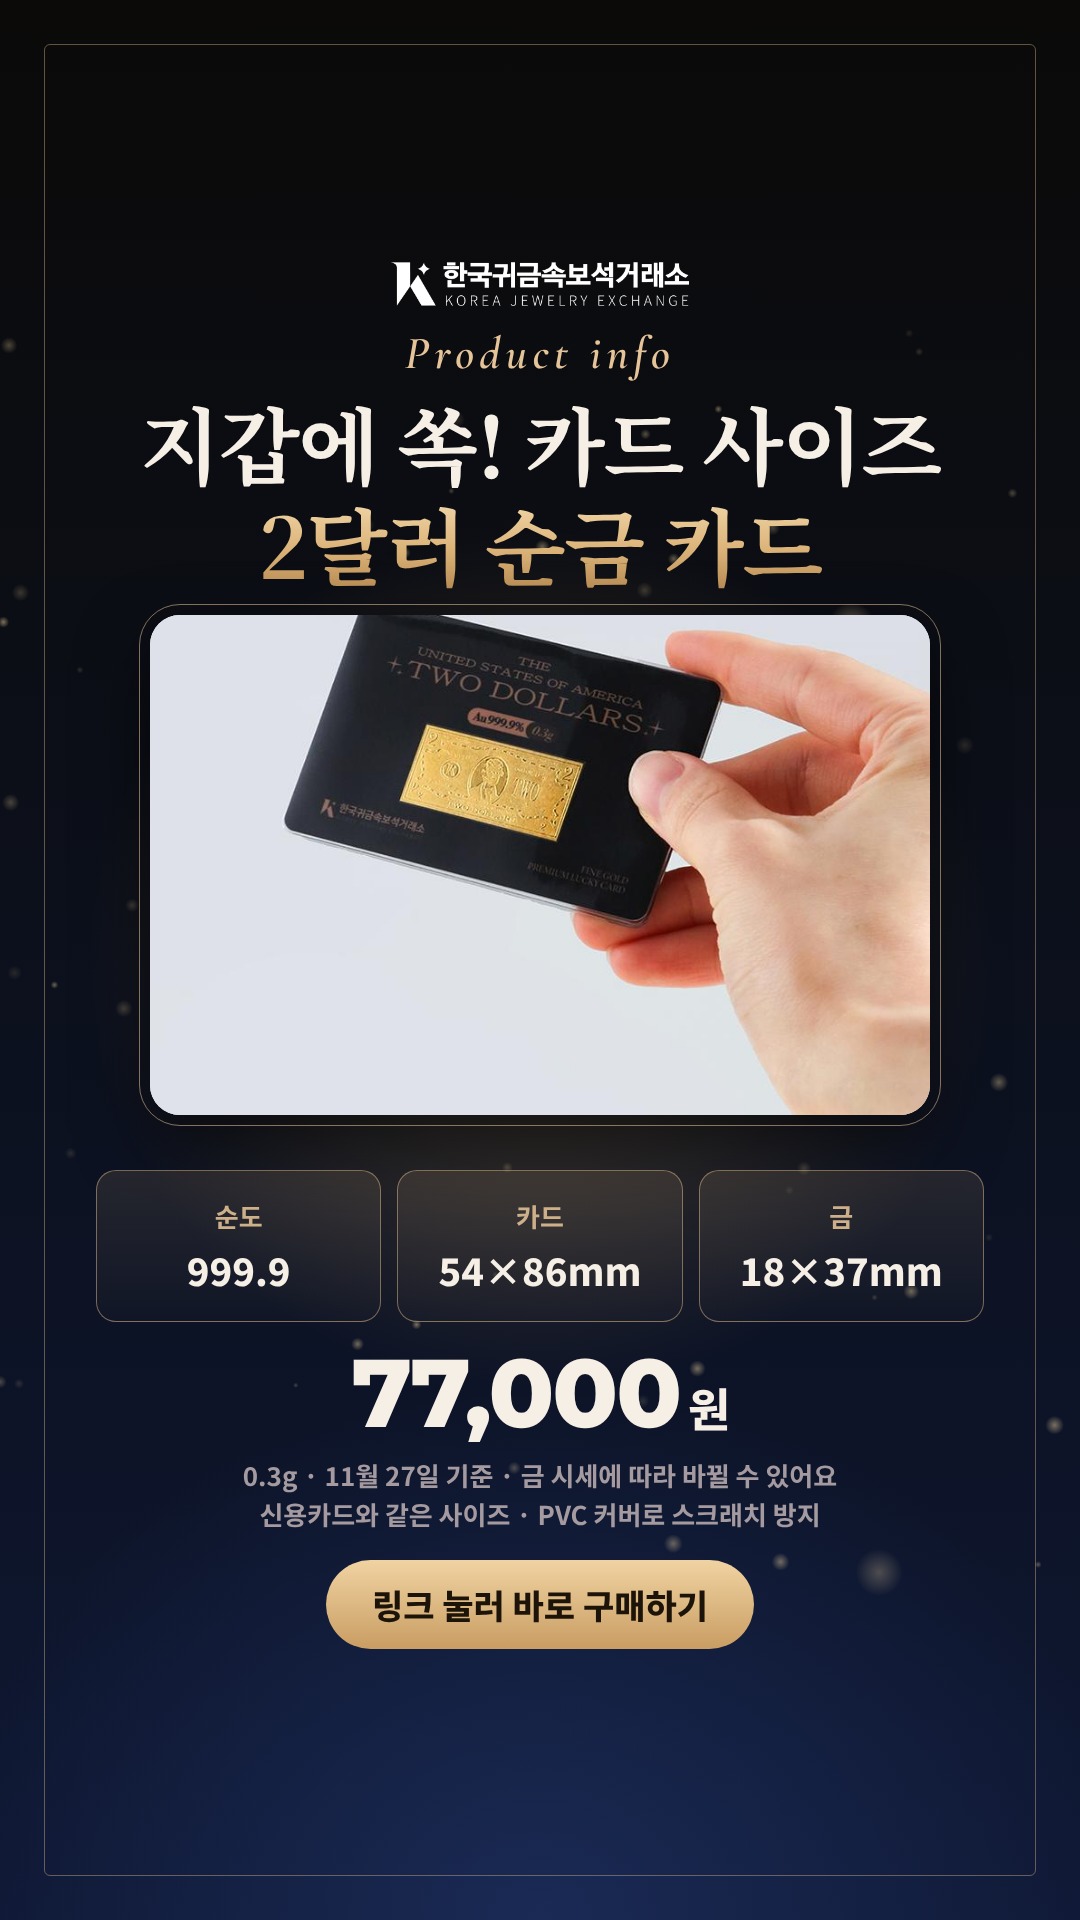 한국귀금속보석거래소
KOREA JEWELRY EXCHANGE
Product info
지갑에 쏙! 카드 사이즈
2달러 순금 카드
THE
UNITED STATES OF AMERICA
TWO DOLLARS
Au 999.9% 0.3g
2 2
TWO
한국귀금속보석거래소
FINE GOLD
PREMIUM LUCKY CARD
순도
999.9
카드
54×86mm
금
18×37mm
77,000원
0.3g · 11월 27일 기준 · 금 시세에 따라 바뀔 수 있어요
신용카드와 같은 사이즈 · PVC 커버로 스크래치 방지
링크 눌러 바로 구매하기